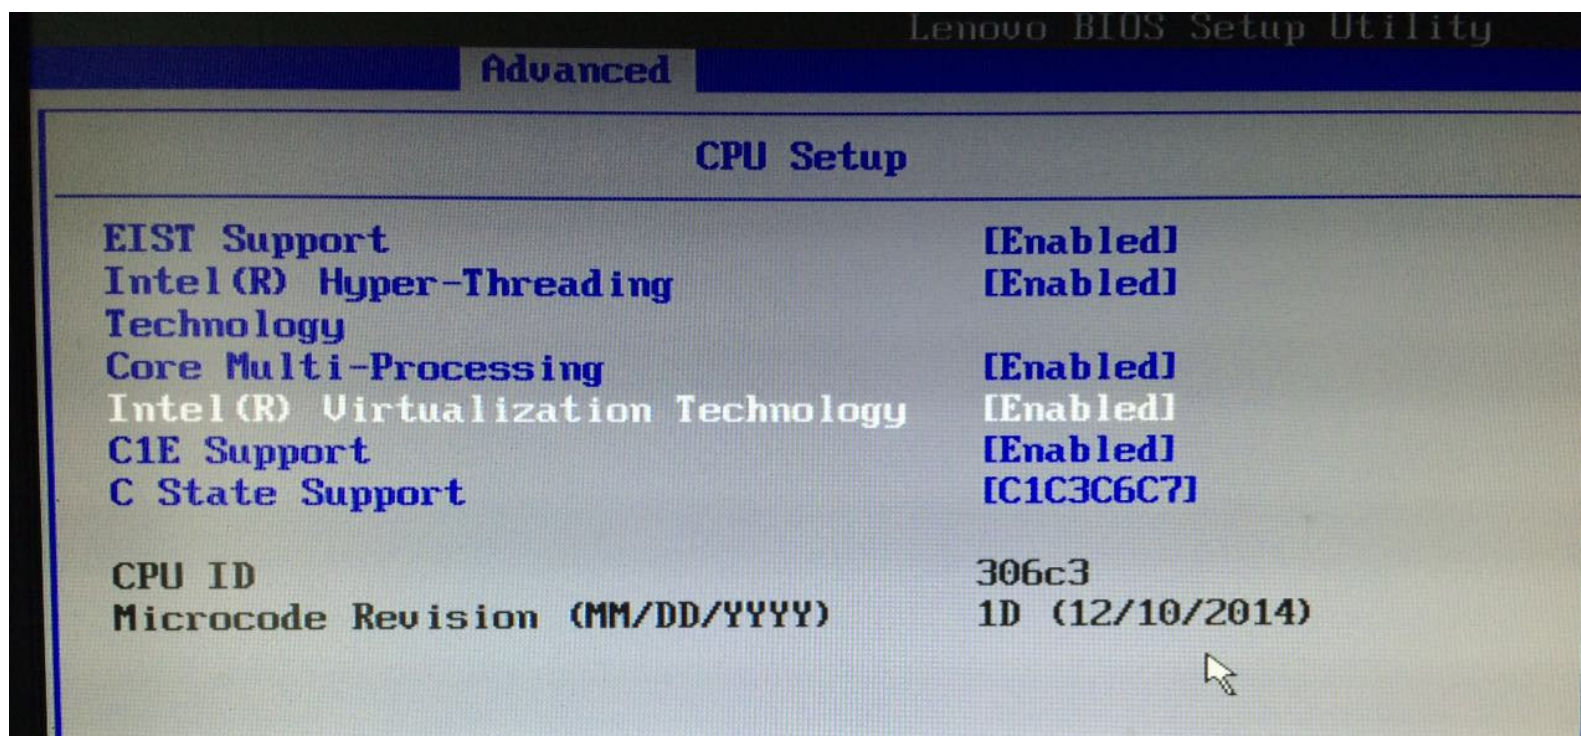 Lenovo BIOS Setup Utility
Advanced
CPU Setup
EIST Support [Enabled]
Intel(R) Hyper-Threading [Enabled]
Technology
Core Multi-Processing [Enabled]
Intel(R) Virtualization Technology [Enabled]
C1E Support [Enabled]
C State Support [C1C3C6C7]
CPU ID 306c3
Microcode Revision (MM/DD/YYYY) 1D (12/10/2014)